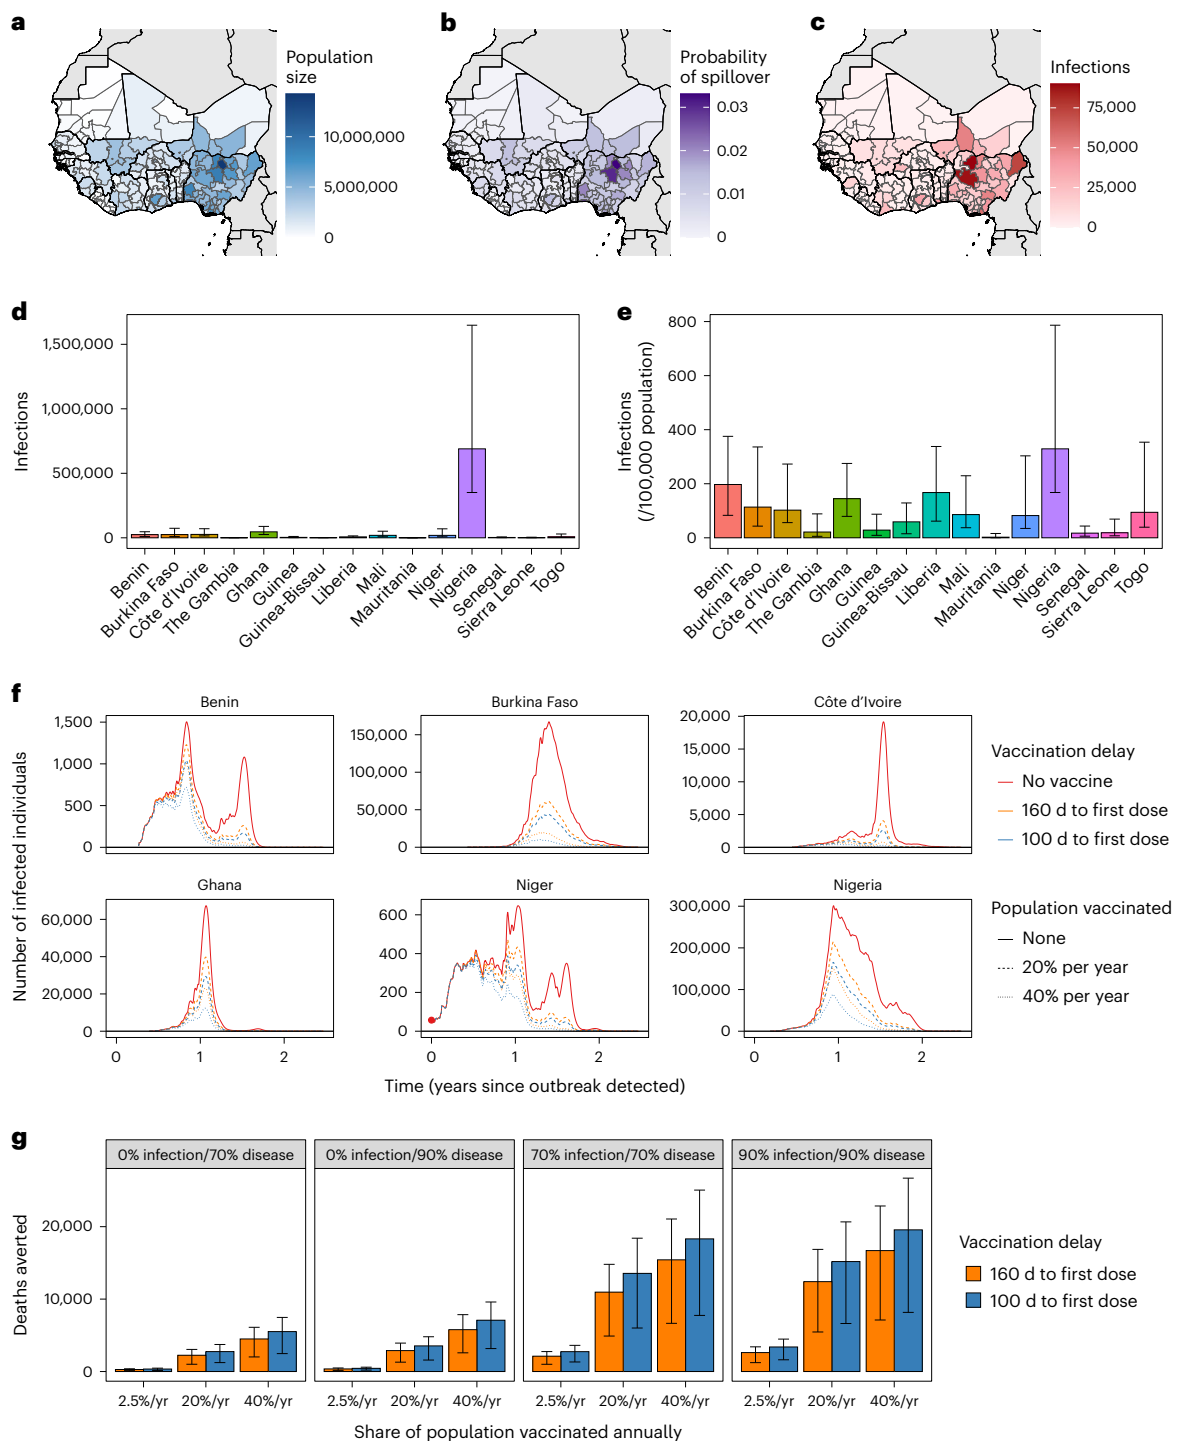 a
Population
size
10,000,000
5,000,000
0
b
Probability
of spillover
0.03
0.02
0.01
0
c
Infections
75,000
50,000
25,000
0
d
Infections
1,500,000
1,000,000
500,000
0
Benin
Burkina Faso
Côte d'Ivoire
The Gambia
Ghana
Guinea
Guinea-Bissau
Liberia
Mali
Mauritania
Niger
Nigeria
Senegal
Sierra Leone
Togo
e
Infections
(/100,000 population)
800
600
400
200
0
Benin
Burkina Faso
Côte d'Ivoire
The Gambia
Ghana
Guinea
Guinea-Bissau
Liberia
Mali
Mauritania
Niger
Nigeria
Senegal
Sierra Leone
Togo
f
Number of infected individuals
Benin
1,500
1,000
500
0
Burkina Faso
150,000
100,000
50,000
0
Côte d'Ivoire
20,000
15,000
10,000
5,000
0
Ghana
60,000
40,000
20,000
0
0 1 2
Niger
600
400
200
0
0 1 2
Nigeria
300,000
200,000
100,000
0
0 1 2
Time (years since outbreak detected)
Vaccination delay
No vaccine
160 d to first dose
100 d to first dose
Population vaccinated
None
20% per year
40% per year
g
Deaths averted
20,000
10,000
0
0% infection/70% disease
0% infection/90% disease
70% infection/70% disease
90% infection/90% disease
2.5%/yr 20%/yr 40%/yr
2.5%/yr 20%/yr 40%/yr
2.5%/yr 20%/yr 40%/yr
2.5%/yr 20%/yr 40%/yr
Share of population vaccinated annually
Vaccination delay
160 d to first dose
100 d to first dose